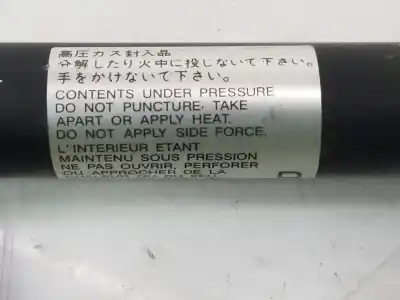 高圧ガス封入品
分解したり火中に投しないて下さい。
手をかけないて下さい。
CONTENTS UNDER PRESSURE
DO NOT PUNCTURE, TAKE
APART OR APPLY HEAT.
DO NOT APPLY SIDE FORCE.
L'INTERIEUR ETANT
MAINTENU SOUS PRESSION
NE PAS OUVRIR, PERFORER
OU APPROCHER DE LA